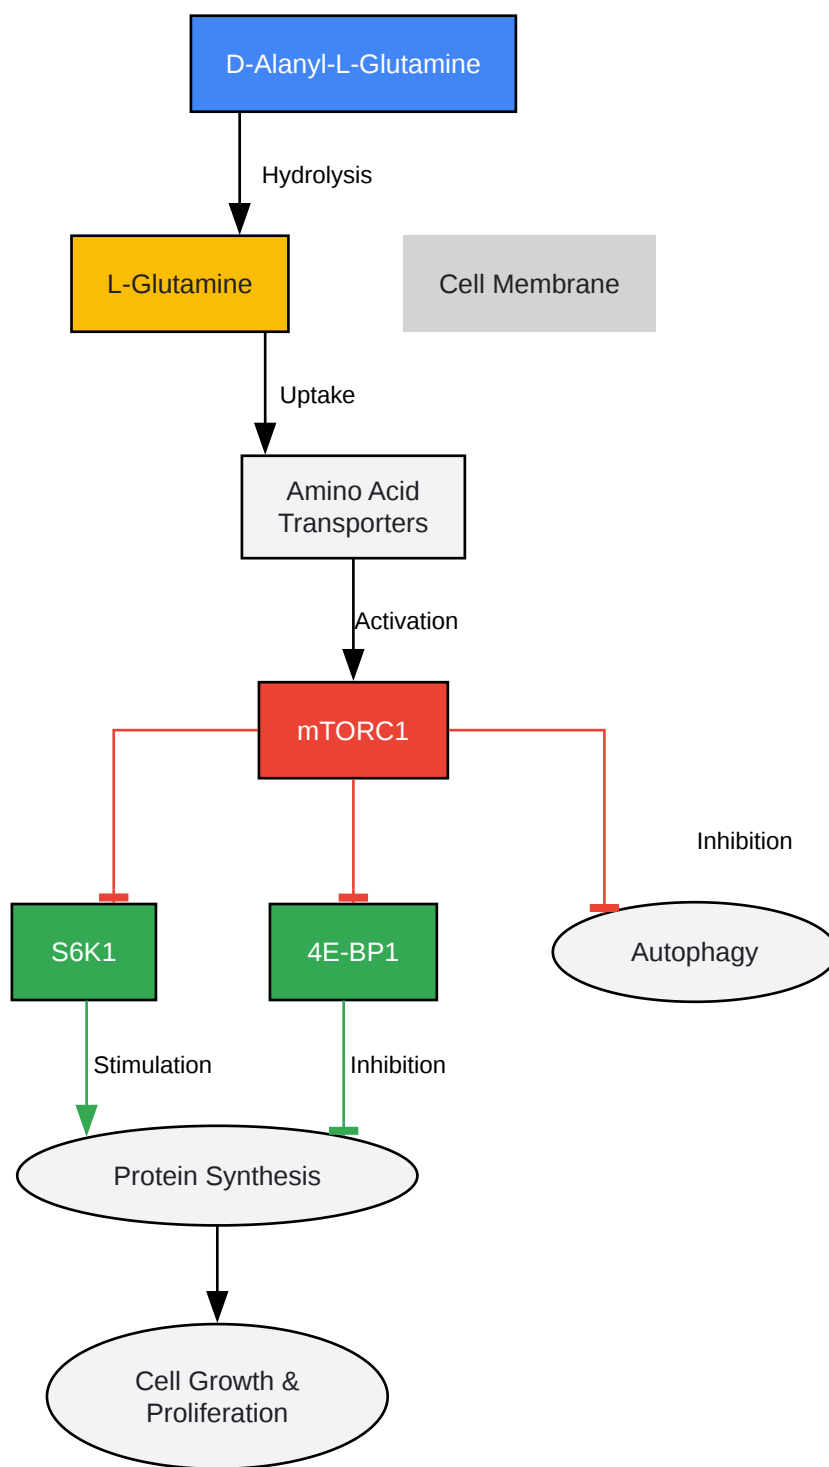 D-Alanyl-L-Glutamine
Hydrolysis
L-Glutamine
Cell Membrane
Uptake
Amino Acid
Transporters
Activation
mTORC1
Inhibition
S6K1
4E-BP1
Autophagy
Stimulation
Inhibition
Protein Synthesis
Cell Growth &
Proliferation